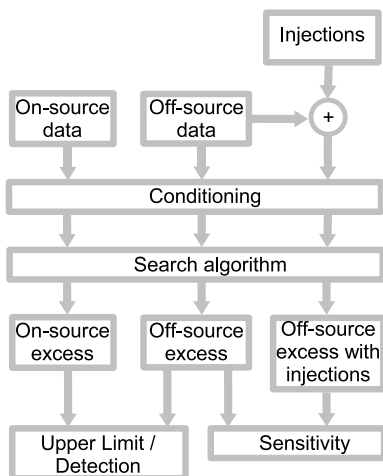 Injections
On-source
data
Off-source
data
+
Conditioning
Search algorithm
On-source
excess
Off-source
excess
Off-source
excess with
injections
Upper Limit /
Detection
Sensitivity